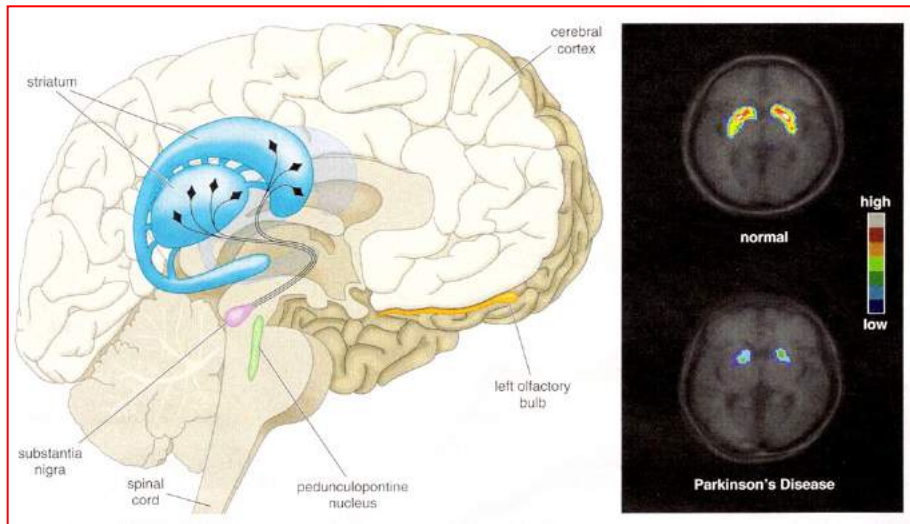 cerebral
cortex
striatum
high
normal
low
left olfactory
bulb
substantia
nigra
spinal
cord
pedunculopontine
nucleus
Parkinson's Disease